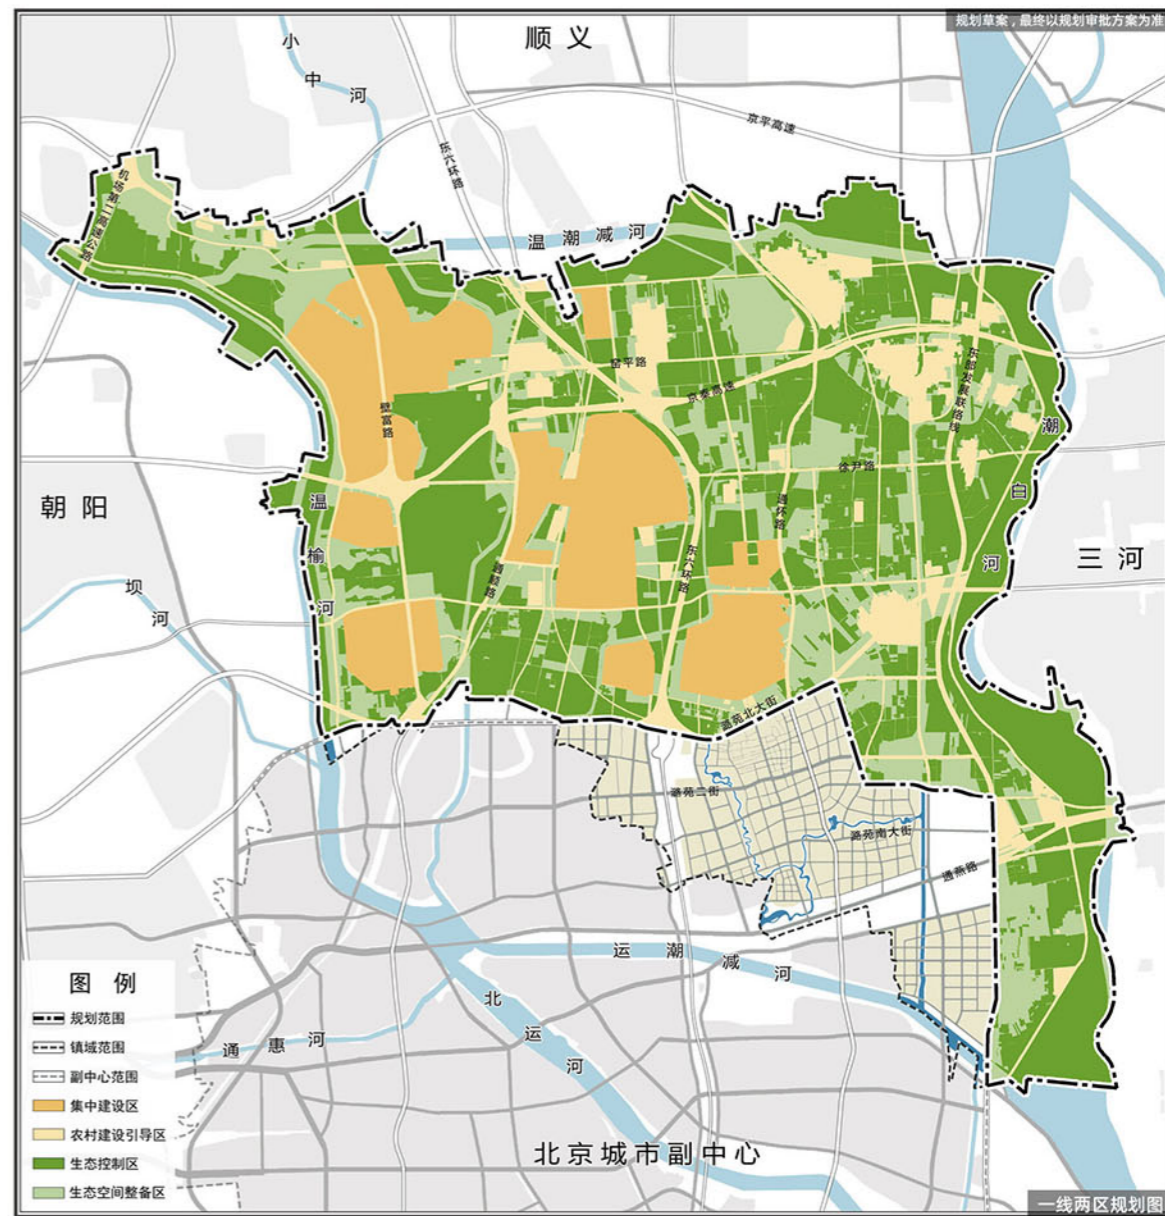 规划草案，最终以规划审批方案为准
顺义
小中河
京平高速
东六环路
机场第二高速公路
温潮减河
窑平路
京秦高速
东部发展联络线
壁富路
潮白河
徐尹路
朝阳
温榆河
通怀路
三河
坝河
通顺路
东六环路
潞苑北大街
潞苑二街
潞苑南大街
通燕路
运潮减河
北运河
通惠河
北京城市副中心
图例
规划范围
镇域范围
副中心范围
集中建设区
农村建设引导区
生态控制区
生态空间整备区
一线两区规划图